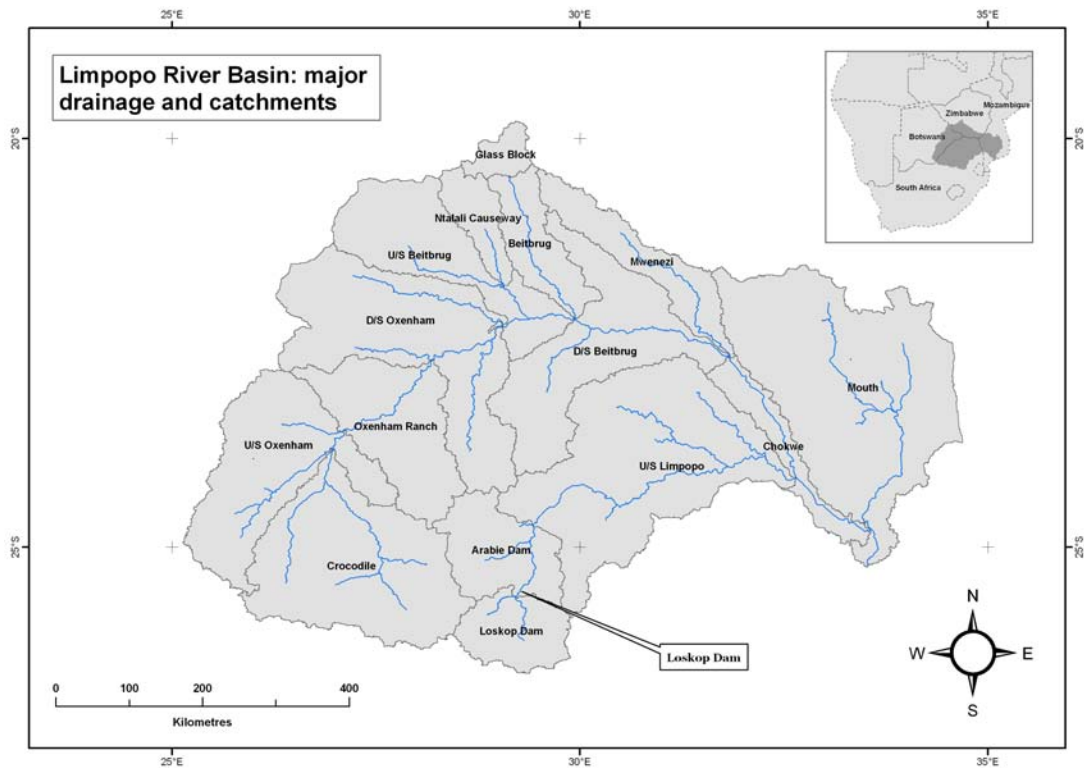 25°E
30°E
35°E
Limpopo River Basin: major
drainage and catchments
Mozambique
Zimbabwe
Botswana
South Africa
20°S
20°S
Glass Block
Ntalali Causeway
Beitbrug
U/S Beitbrug
Mwenezi
D/S Oxenham
D/S Beitbrug
Mouth
Oxenham Ranch
U/S Oxenham
Chokwe
U/S Limpopo
25°S
25°S
Arabie Dam
Crocodile
Loskop Dam
Loskop Dam
N
W
E
S
0 100 200 400
Kilometres
25°E
30°E
35°E